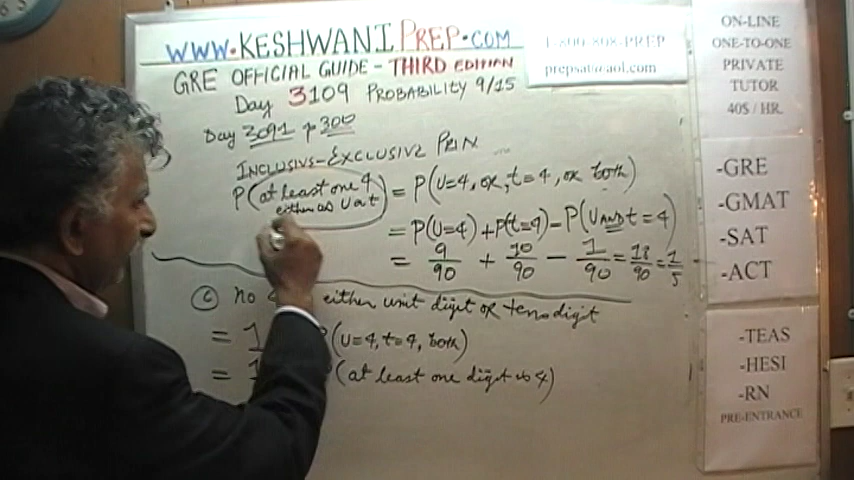 WWW.KESHWANIPREP.COM
GRE OFFICIAL GUIDE - THIRD EDITION
Day 3109 PROBABILITY 9/15
Day 3091 p 300
INCLUSIVE-EXCLUSIVE PRIN ...
P(at least one 4 either as U or t) = P(U=4, or, t=4, or both)
= P(U=4) + P(t=4) - P(U AND t = 4)
= 9/90 + 10/90 - 1/90 = 18/90 = 1/5
(c) no either unit digit or tens digit
= 1 P(U=4, t=4, both)
= 1 P(at least one digit is 4)
1-800-808-PREP
prepsat@aol.com
ON-LINE
ONE-TO-ONE
PRIVATE
TUTOR
40$ / HR.
-GRE
-GMAT
-SAT
-ACT
-TEAS
-HESI
-RN
PRE-ENTRANCE